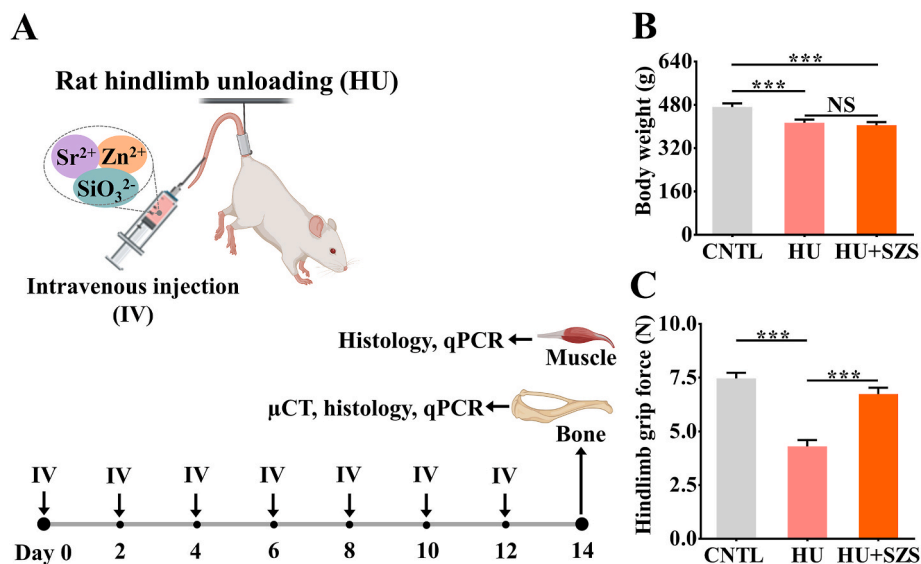 A
Rat hindlimb unloading (HU)
Sr²⁺ Zn²⁺
SiO₃²⁻
Intravenous injection
(IV)
Histology, qPCR
Muscle
μCT, histology, qPCR
Bone
IV IV IV IV IV IV IV
Day 0 2 4 6 8 10 12 14
B
Body weight (g)
640
480
320
160
0
***
***
NS
CNTL HU HU+SZS
C
Hindlimb grip force (N)
10.0
7.5
5.0
2.5
0.0
***
***
CNTL HU HU+SZS